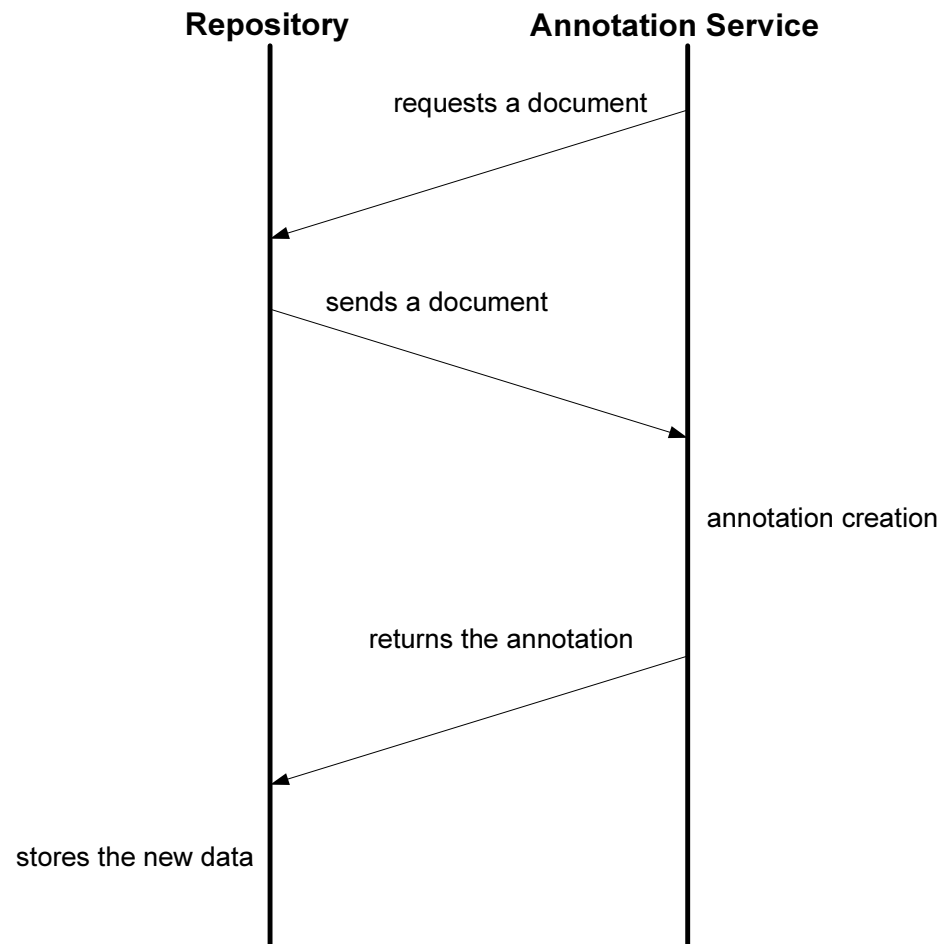 Repository
Annotation Service
requests a document
sends a document
annotation creation
returns the annotation
stores the new data